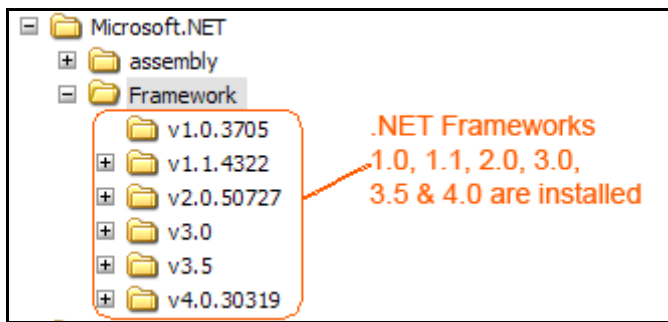 Microsoft.NET
assembly
Framework
v1.0.3705
v1.1.4322
v2.0.50727
v3.0
v3.5
v4.0.30319
.NET Frameworks
1.0, 1.1, 2.0, 3.0,
3.5 & 4.0 are installed